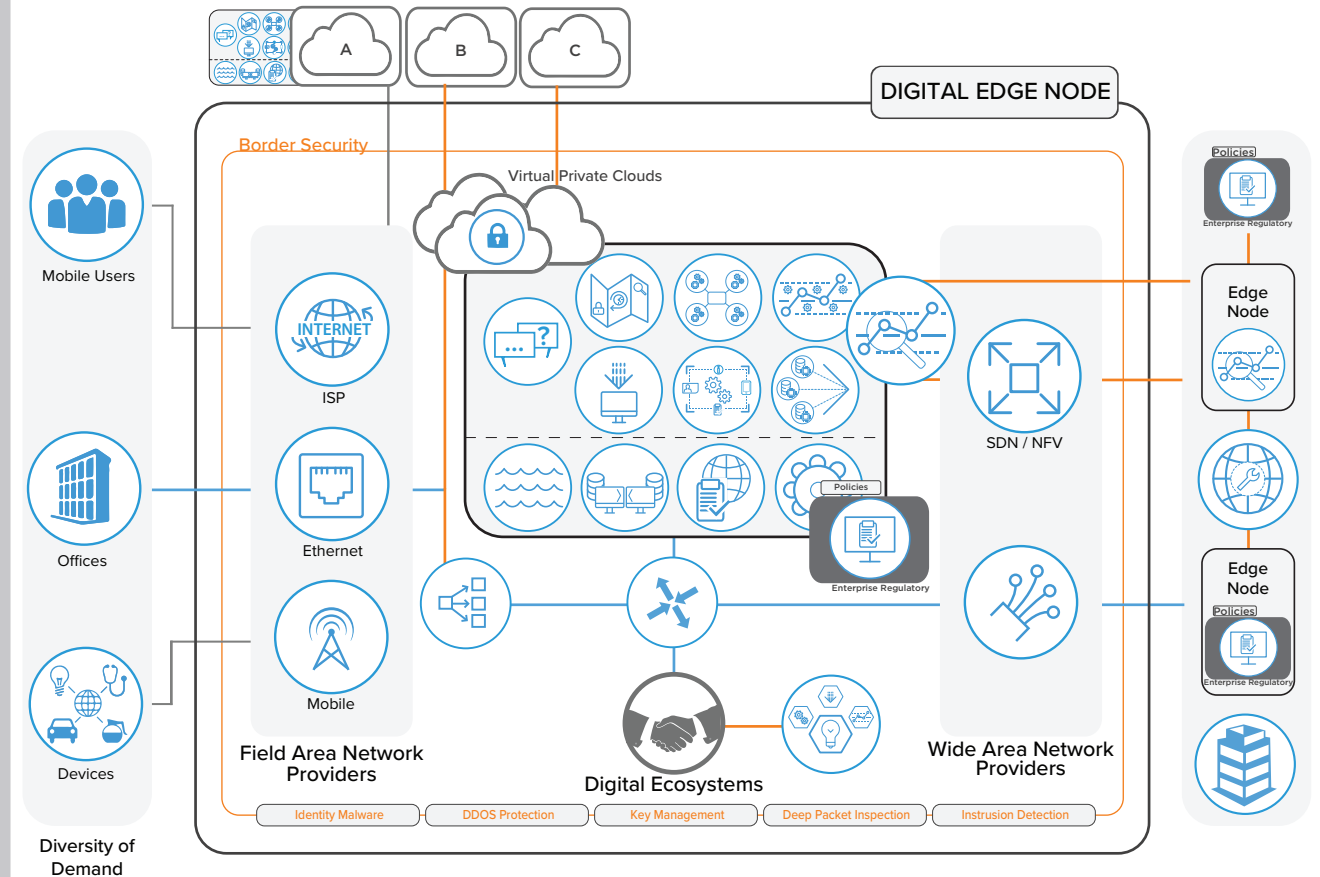 A
B
C
DIGITAL EDGE NODE
Border Security
Virtual Private Clouds
Mobile Users
Offices
Devices
Diversity of
Demand
INTERNET
ISP
Ethernet
Mobile
Field Area Network
Providers
...
?
Policies
Enterprise Regulatory
SDN / NFV
Wide Area Network
Providers
Digital Ecosystems
Identity Malware
DDOS Protection
Key Management
Deep Packet Inspection
Instrusion Detection
Policies
Enterprise Regulatory
Edge
Node
Edge
Node
Policies
Enterprise Regulatory